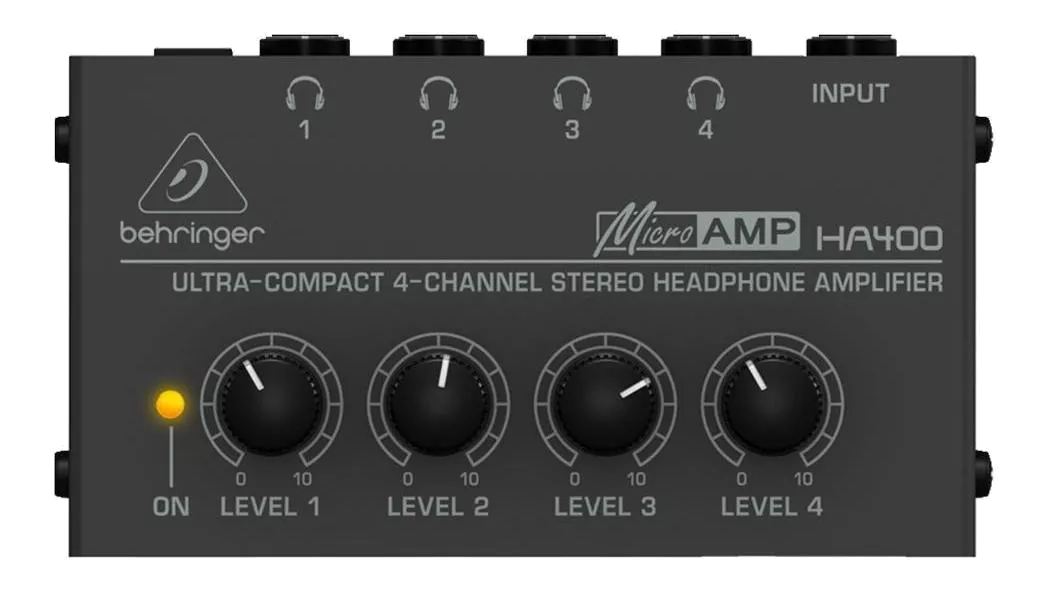 1 2 3 4 INPUT
behringer
Micro AMP HA400
ULTRA-COMPACT 4-CHANNEL STEREO HEADPHONE AMPLIFIER
0 10 0 10 0 10 0 10
ON LEVEL 1 LEVEL 2 LEVEL 3 LEVEL 4